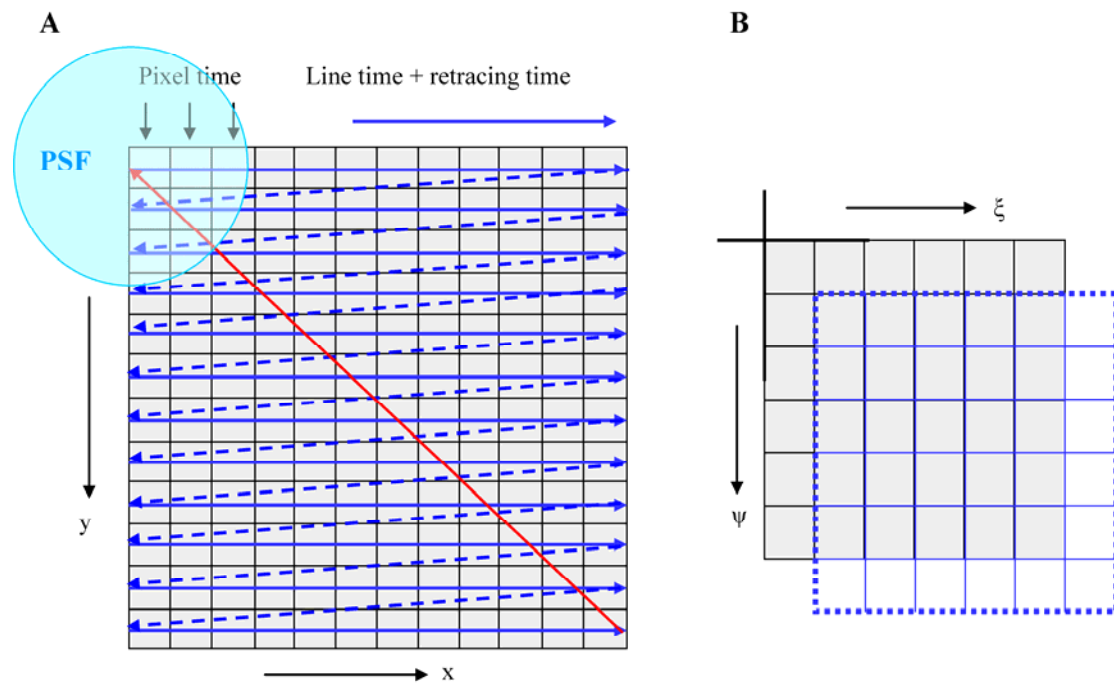 A
B
Pixel time
Line time + retracing time
PSF
ξ
ψ
y
x